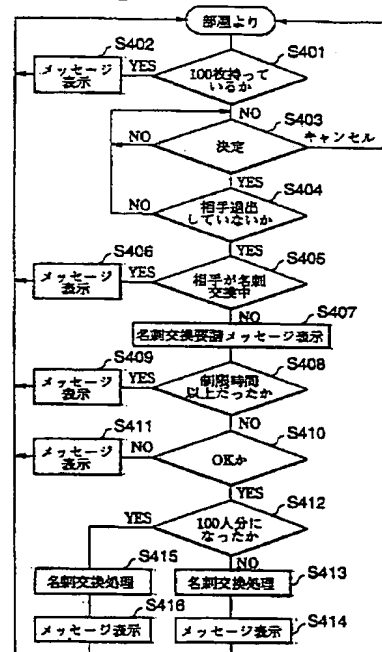 部屋より
S402
S401
メッセージ
表示
YES
100枚持って
いるか
NO
S403
NO
決定
キャンセル
YES
S404
NO
相手退出
していないか
S406
YES
S405
メッセージ
表示
YES
相手が名刺
交換中
NO
S407
名刺交換要請メッセージ表示
S409
S408
メッセージ
表示
YES
制限時間
以上たったか
S411
NO
S410
メッセージ
表示
NO
OKか
YES
S412
YES
100人分に
なったか
S415
NO
S413
名刺交換処理
名刺交換処理
S416
S414
メッセージ表示
メッセージ表示